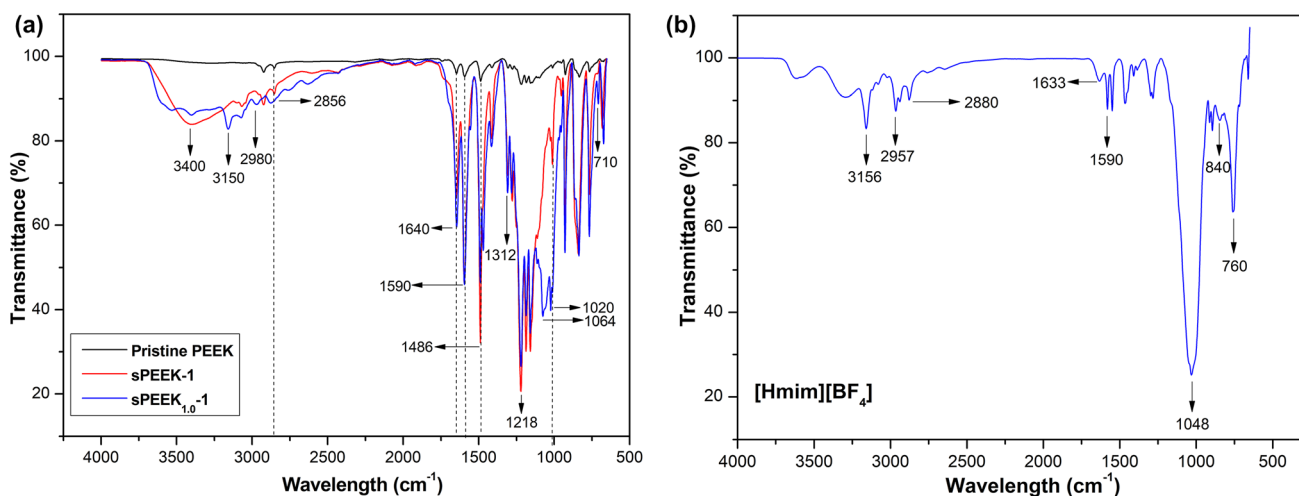 (a)
Transmittance (%)
100
80
60
40
20
4000 3500 3000 2500 2000 1500 1000 500
Wavelength (cm-1)
3400
3150
2980
2856
1640
1590
1486
1312
1218
1064
1020
710
Pristine PEEK
sPEEK-1
sPEEK1.0-1
(b)
Transmittance (%)
100
80
60
40
20
4000 3500 3000 2500 2000 1500 1000 500
Wavelength (cm-1)
3156
2957
2880
1633
1590
1048
840
760
[Hmim][BF4]